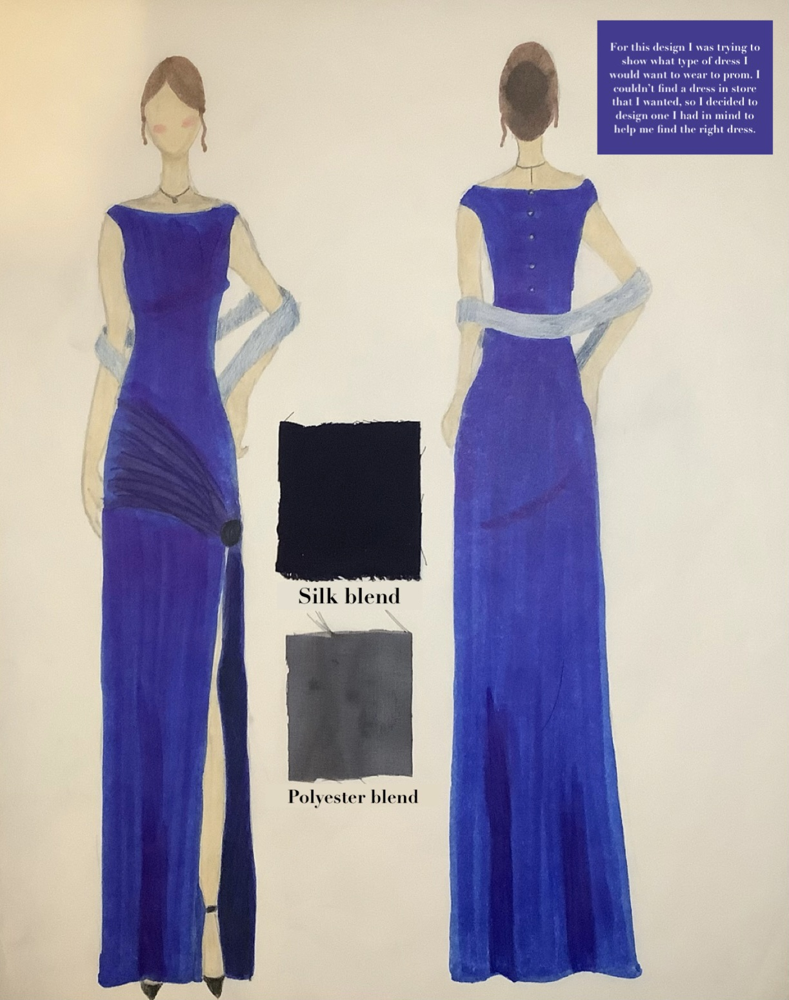 For this design I was trying to
show what type of dress I
would want to wear to prom. I
couldn't find a dress in store
that I wanted, so I decided to
design one I had in mind to
help me find the right dress.
Silk blend
Polyester blend